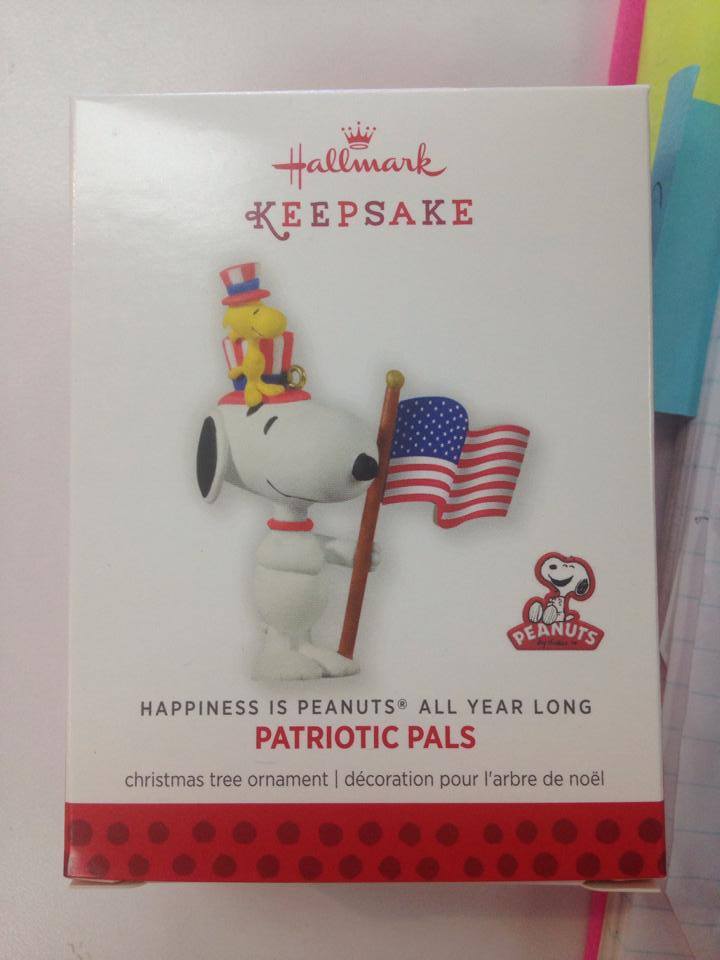 Hallmark
KEEPSAKE
PEANUTS
HAPPINESS IS PEANUTS® ALL YEAR LONG
PATRIOTIC PALS
christmas tree ornament | décoration pour l'arbre de noël